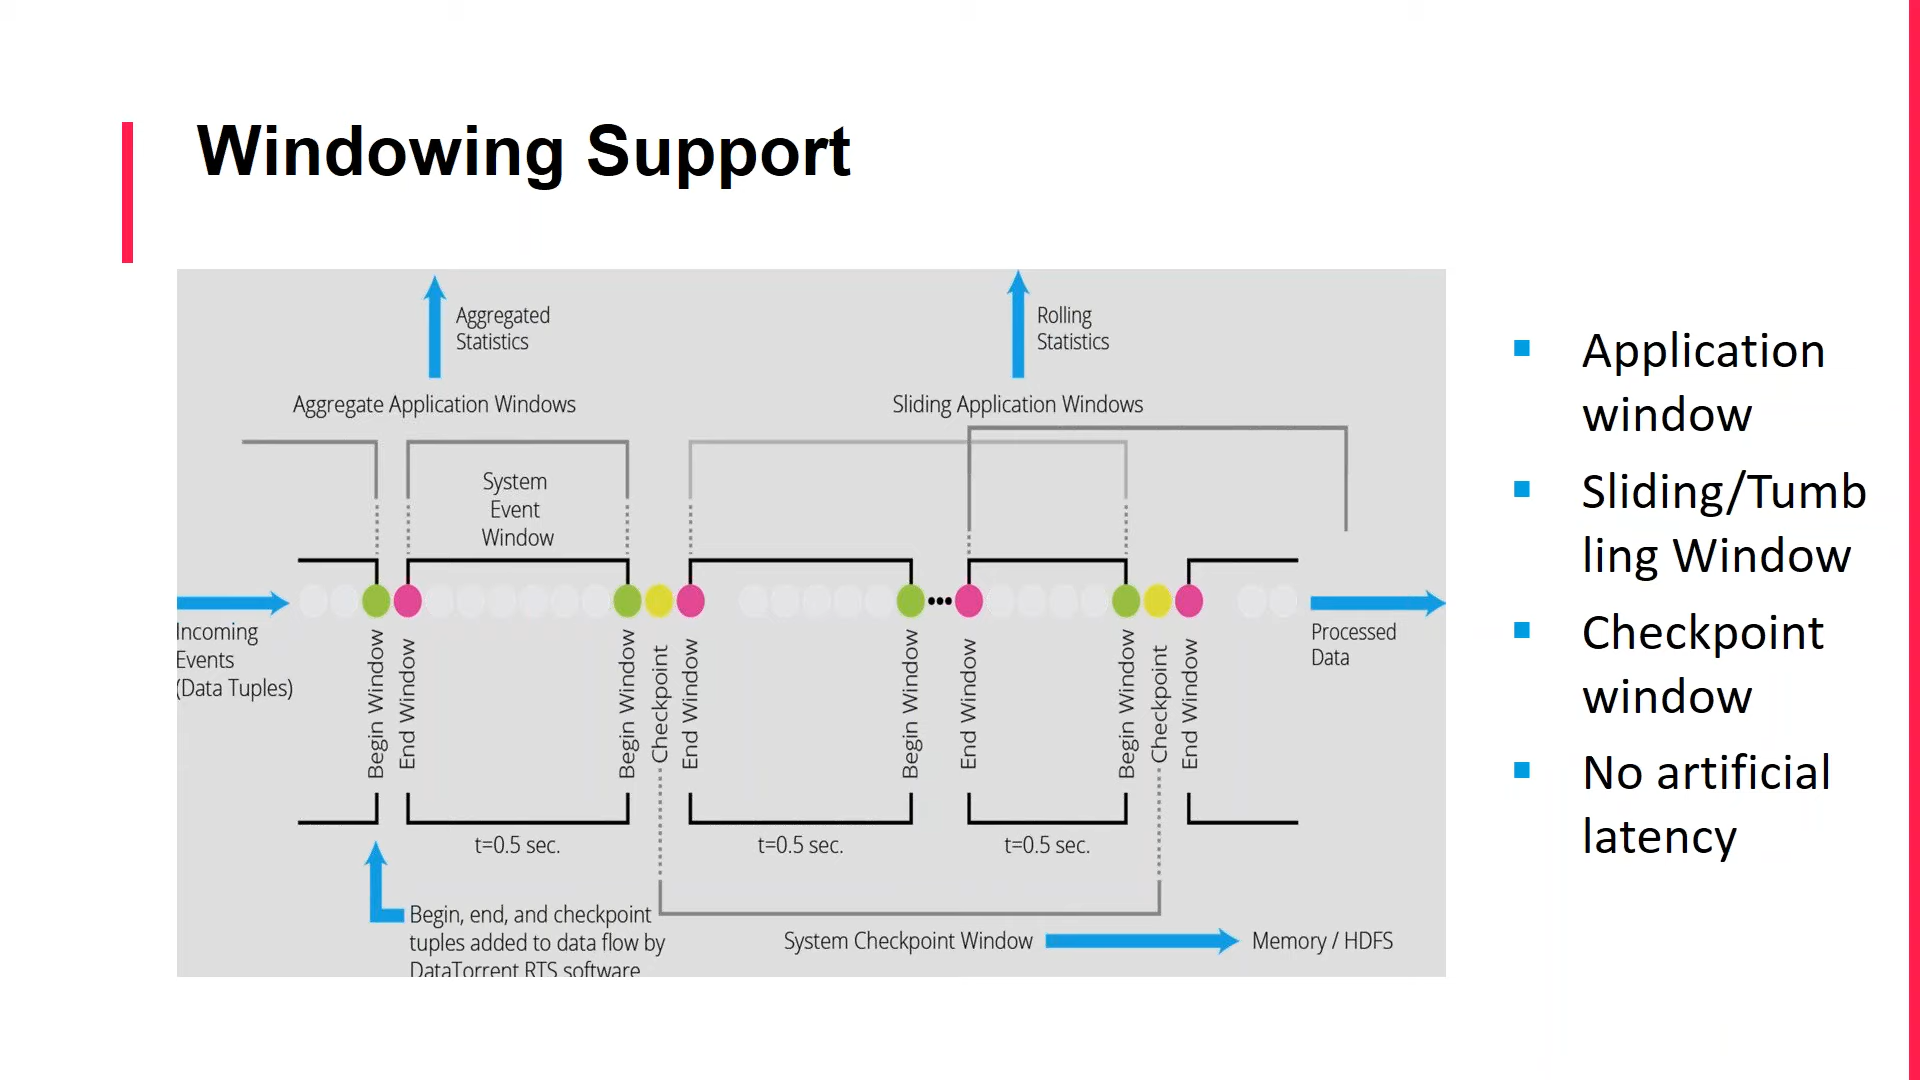 Windowing Support
Aggregated
Statistics
Rolling
Statistics
Aggregate Application Windows
Sliding Application Windows
System
Event
Window
Incoming
Events
(Data Tuples)
Processed
Data
Begin Window
End Window
Begin Window
Checkpoint
End Window
Begin Window
End Window
Begin Window
Checkpoint
End Window
t=0.5 sec.
t=0.5 sec.
t=0.5 sec.
Begin, end, and checkpoint
tuples added to data flow by
DataTorrent RTS software
System Checkpoint Window
Memory / HDFS
Application
window
Sliding/Tumb
ling Window
Checkpoint
window
No artificial
latency